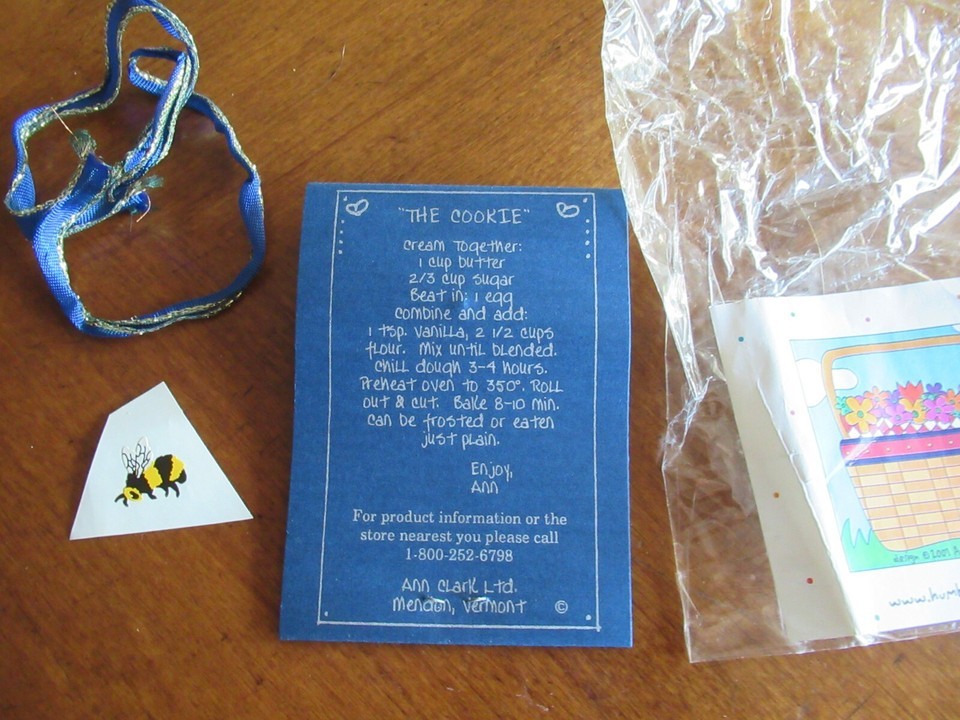 "THE COOKIE"
Cream Together:
1 cup butter
2/3 cup sugar
Beat in: 1 egg
Combine and add:
1 tsp. vanilla, 2 1/2 cups
flour. Mix until blended.
Chill dough 3-4 hours.
Preheat oven to 350°. Roll
out & cut. Bake 8-10 min.
Can be frosted or eaten
just plain.
Enjoy,
Ann
For product information or the
store nearest you please call
1-800-252-6798
Ann Clark Ltd.
Mendon, Vermont ©
design © 2001